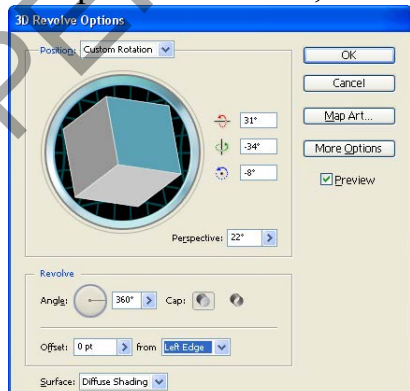 3D Revolve Options
Position: Custom Rotation
OK
Cancel
Map Art...
More Options
Preview
31°
-34°
-8°
Perspective: 22°
Revolve
Angle: 360° Cap:
Offset: 0 pt from Left Edge
Surface: Diffuse Shading